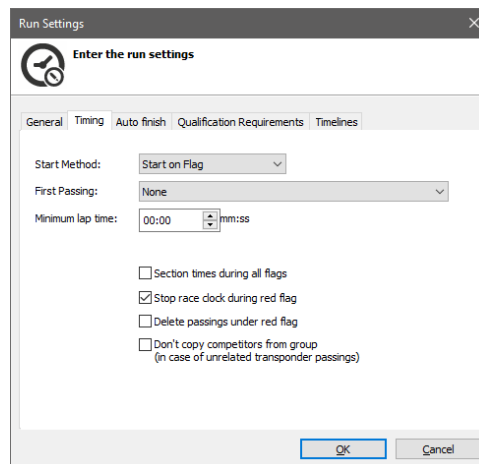 Run Settings
Enter the run settings
General Timing Auto finish Qualification Requirements Timelines
Start Method: Start on Flag
First Passing: None
Minimum lap time: 00:00 mm:ss
Section times during all flags
Stop race clock during red flag
Delete passings under red flag
Don't copy competitors from group
(in case of unrelated transponder passings)
OK Cancel